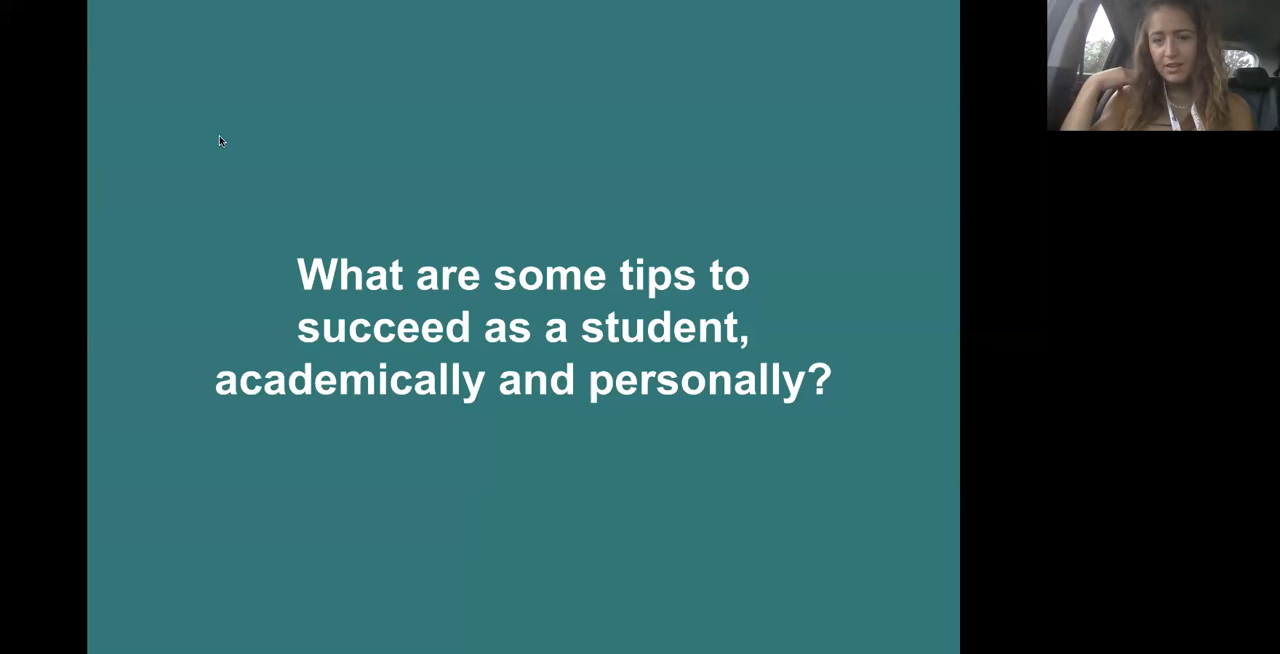 What are some tips to
succeed as a student,
academically and personally?